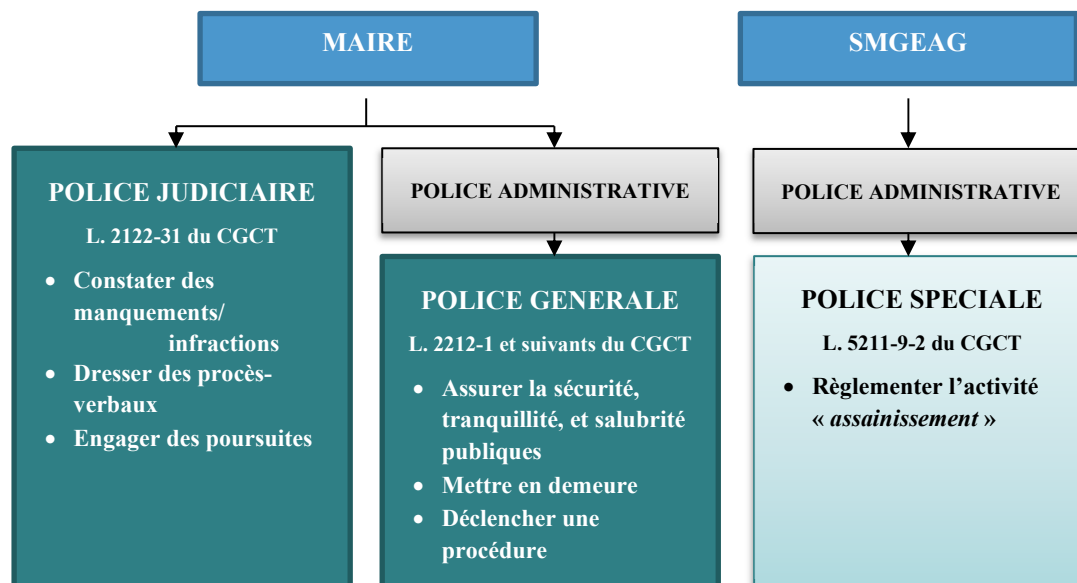 MAIRE
SMGEAG
POLICE JUDICIAIRE
L. 2122-31 du CGCT
• Constater des
manquements/
infractions
• Dresser des procès-
verbaux
• Engager des poursuites
POLICE ADMINISTRATIVE
POLICE GENERALE
L. 2212-1 et suivants du CGCT
• Assurer la sécurité,
tranquillité, et salubrité
publiques
• Mettre en demeure
• Déclencher une
procédure
POLICE ADMINISTRATIVE
POLICE SPECIALE
L. 5211-9-2 du CGCT
• Règlementer l’activité
« assainissement »